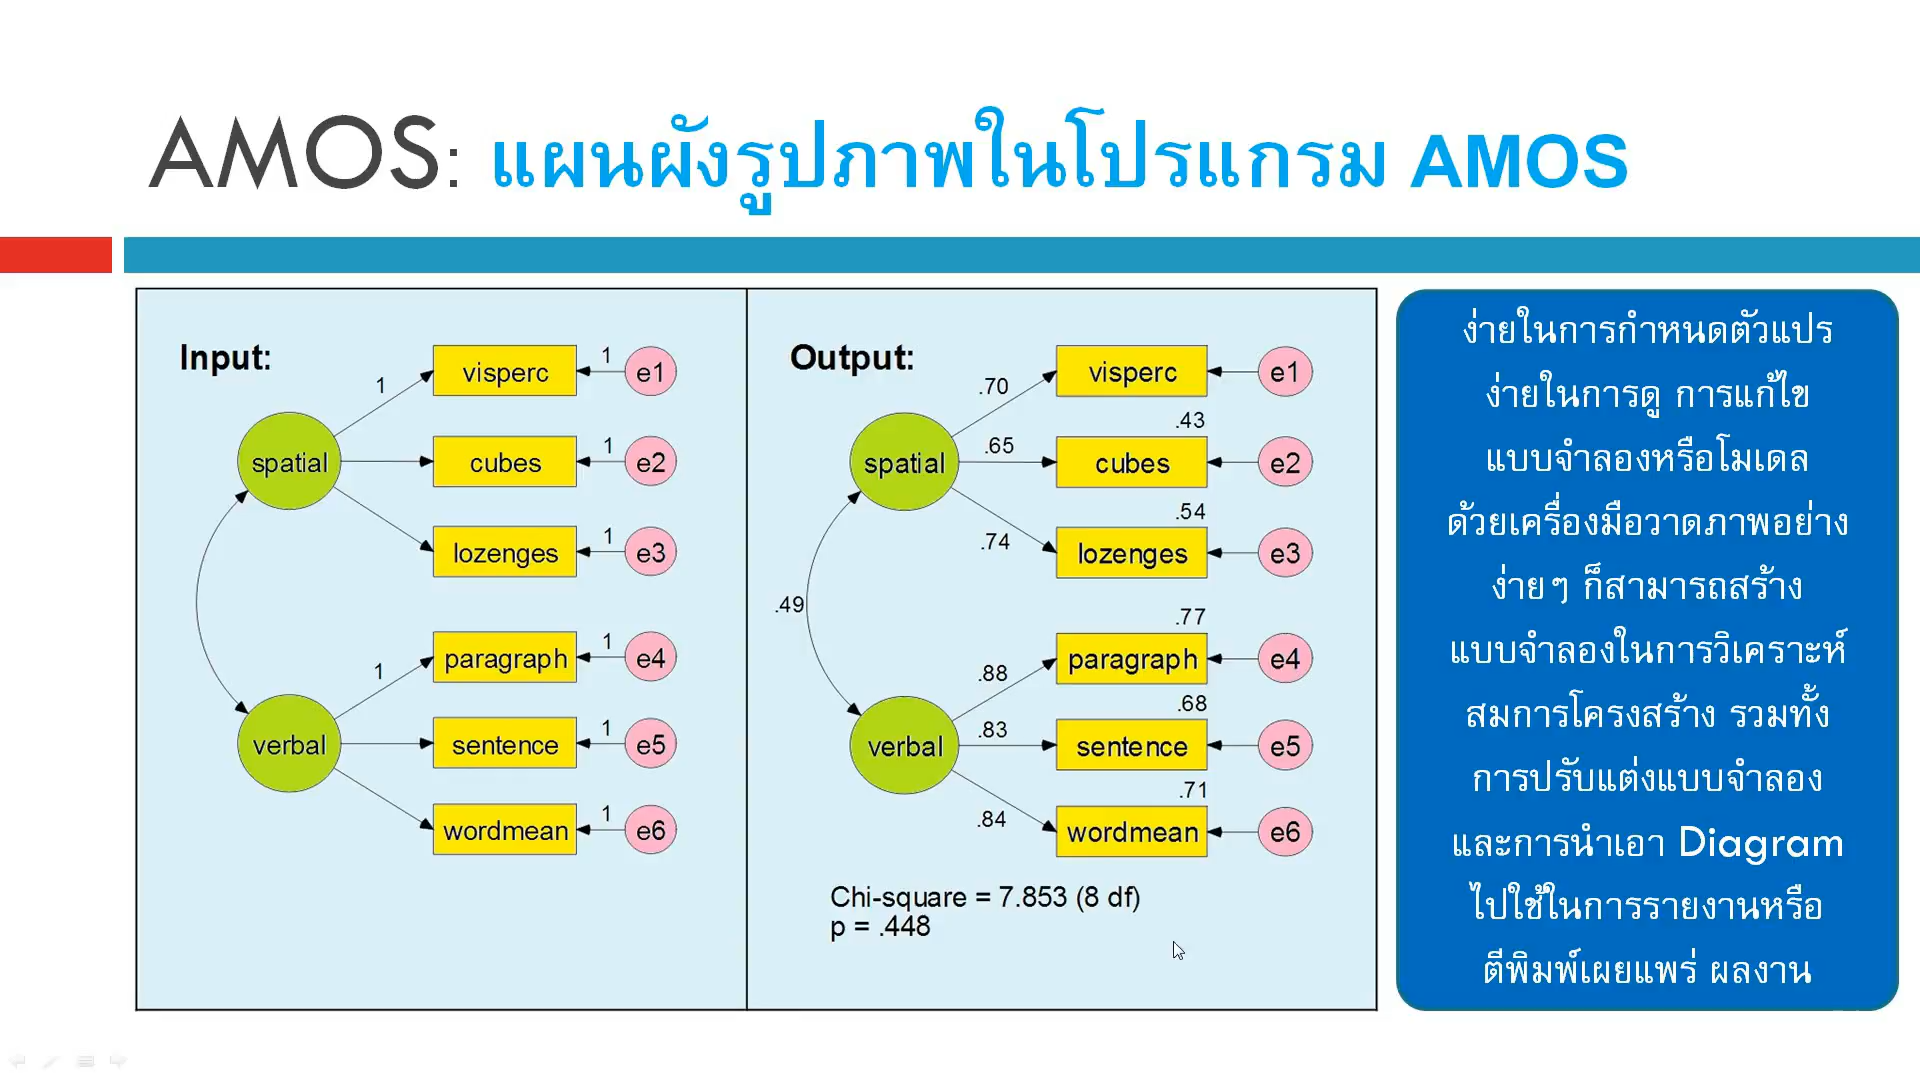 AMOS: แผนผังรูปภาพในโปรแกรม AMOS
Input:
1
visperc
1
e1
spatial
cubes
1
e2
lozenges
1
e3
1
paragraph
1
e4
verbal
sentence
1
e5
wordmean
1
e6
Output:
.70
visperc
e1
.43
spatial
.65
cubes
e2
.54
.74
lozenges
e3
.49
.77
.88
paragraph
e4
.68
verbal
.83
sentence
e5
.71
.84
wordmean
e6
Chi-square = 7.853 (8 df)
p = .448
ง่ายในการกำหนดตัวแปร
ง่ายในการดู การแก้ไข
แบบจำลองหรือโมเดล
ด้วยเครื่องมือวาดภาพอย่าง
ง่ายๆ ก็สามารถสร้าง
แบบจำลองในการวิเคราะห์
สมการโครงสร้าง รวมทั้ง
การปรับแต่งแบบจำลอง
และการนำเอา Diagram
ไปใช้ในการรายงานหรือ
ตีพิมพ์เผยแพร่ ผลงาน